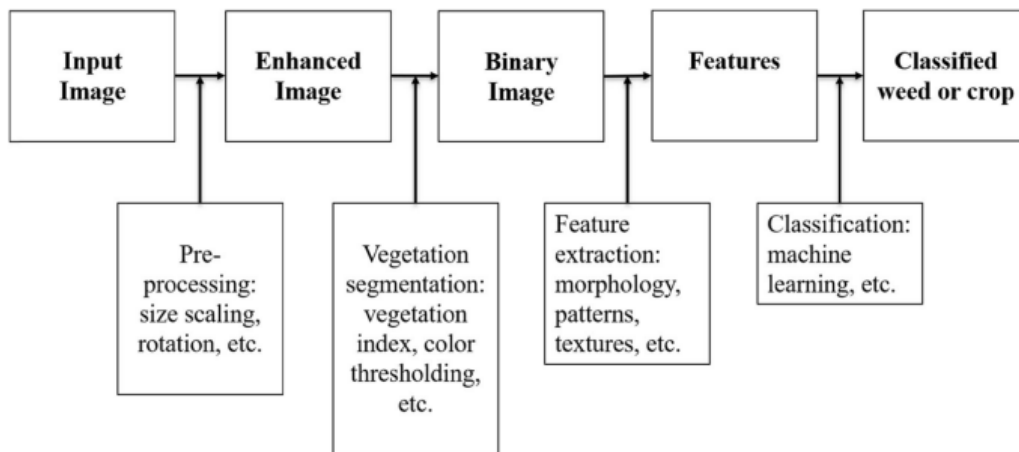 Input
Image
Enhanced
Image
Binary
Image
Features
Classified
weed or crop
Pre-
processing:
size scaling,
rotation, etc.
Vegetation
segmentation:
vegetation
index, color
thresholding,
etc.
Feature
extraction:
morphology,
patterns,
textures, etc.
Classification:
machine
learning, etc.